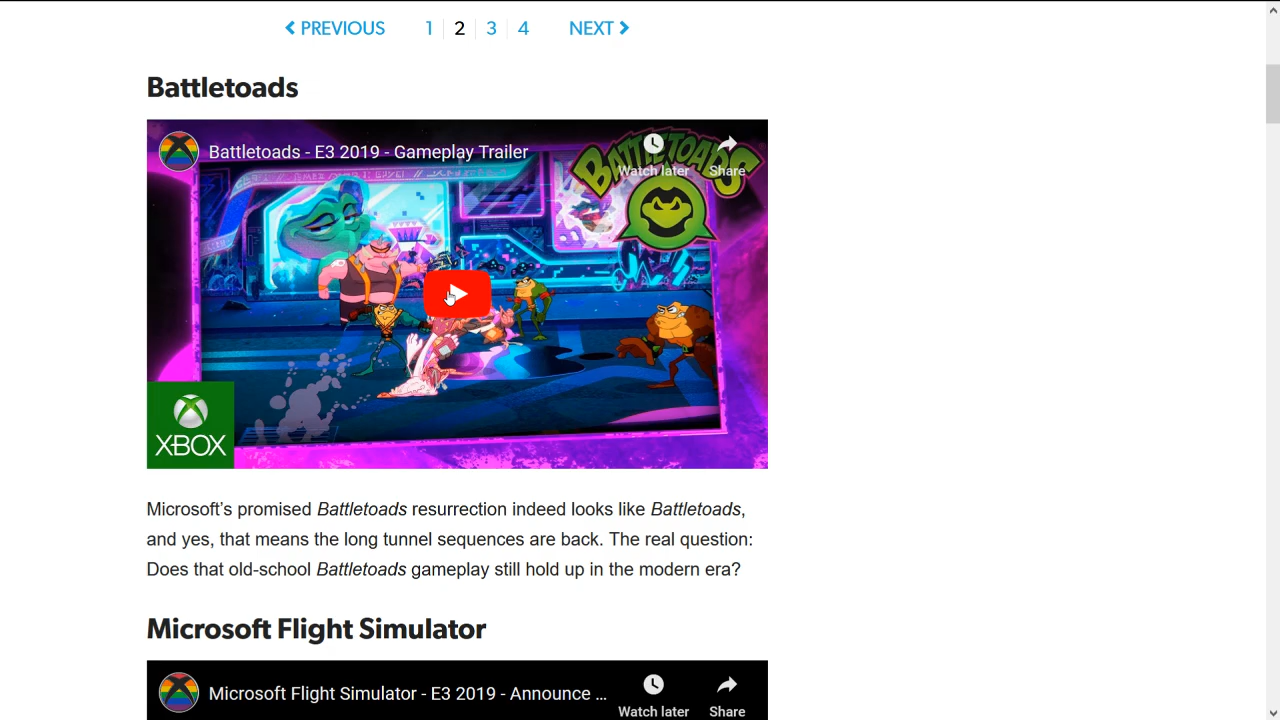 PREVIOUS 1 2 3 4 NEXT
Battletoads
Battletoads - E3 2019 - Gameplay Trailer
Watch later
Share
BATTLETOADS
XBOX
Microsoft’s promised Battletoads resurrection indeed looks like Battletoads,
and yes, that means the long tunnel sequences are back. The real question:
Does that old-school Battletoads gameplay still hold up in the modern era?
Microsoft Flight Simulator
Microsoft Flight Simulator - E3 2019 - Announce ...
Watch later
Share